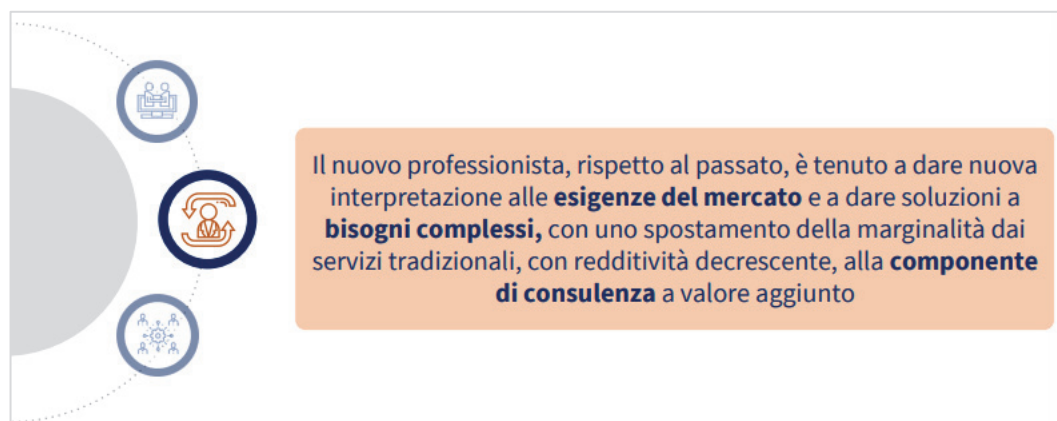 Il nuovo professionista, rispetto al passato, è tenuto a dare nuova
interpretazione alle esigenze del mercato e a dare soluzioni a
bisogni complessi, con uno spostamento della marginalità dai
servizi tradizionali, con redditività decrescente, alla componente
di consulenza a valore aggiunto